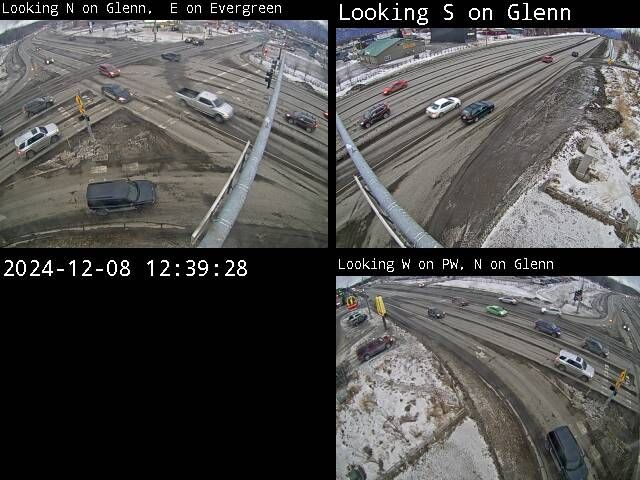 Looking N on Glenn,  E on Evergreen
Looking S on Glenn
2024-12-08 12:39:28
Looking W on PW, N on Glenn